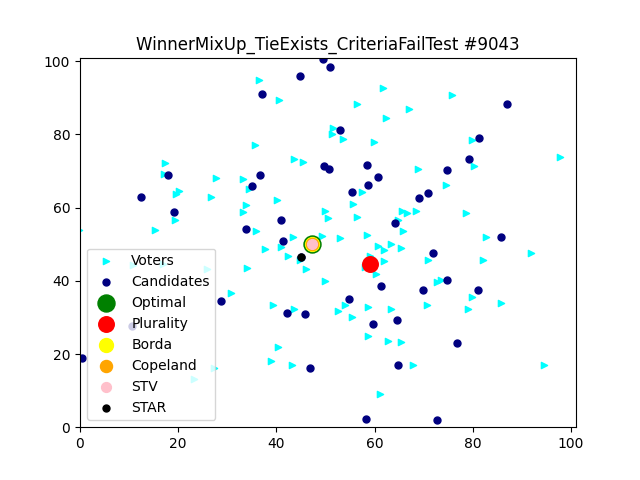 WinnerMixUp_TieExists_CriteriaFailTest #9043
100
80
60
40
20
0
Voters
Candidates
Optimal
Plurality
Borda
Copeland
STV
STAR
0 20 40 60 80 100